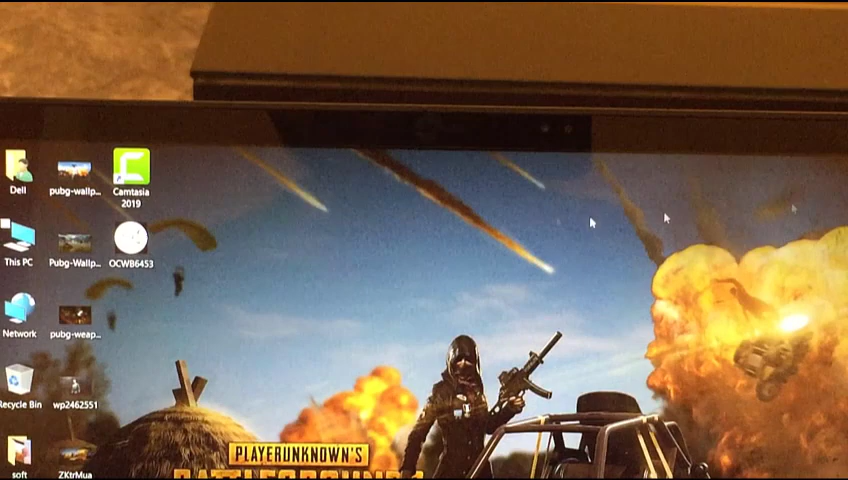 Dell
pubg-wallp...
Camtasia
2019
This PC
Pubg-Wallp...
OCWB6453
Network
pubg-weap...
Recycle Bin
wp2462551
soft
ZKtrMua
PLAYERUNKNOWN'S
BATTLEGROUNDS